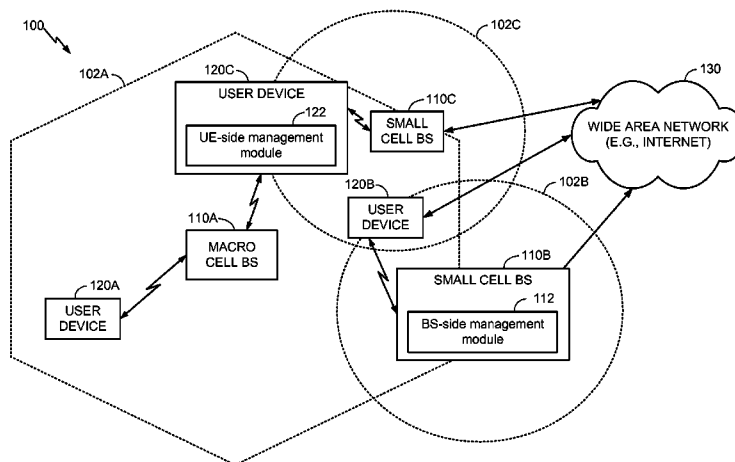 100
102A
120C
USER DEVICE
122
UE-side management
module
102C
110C
SMALL
CELL BS
130
WIDE AREA NETWORK
(E.G., INTERNET)
120B
USER
DEVICE
102B
110A
MACRO
CELL BS
120A
USER
DEVICE
110B
SMALL CELL BS
112
BS-side management
module